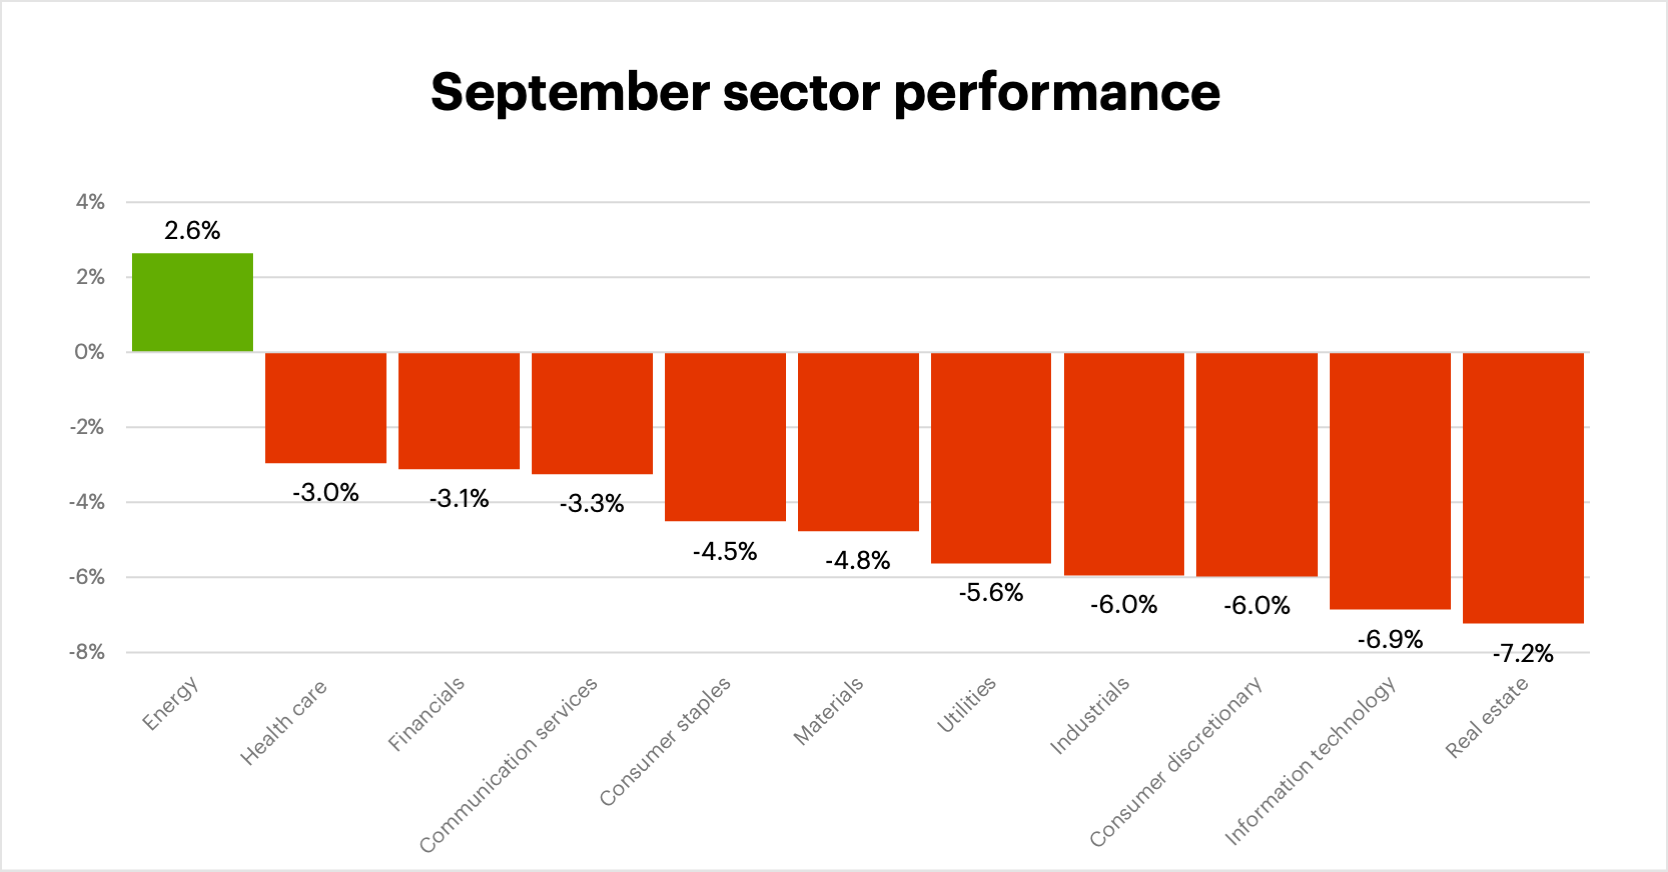 September sector performance
4%
2%
0%
-2%
-4%
-6%
-8%
2.6%
-3.0%
-3.1%
-3.3%
-4.5%
-4.8%
-5.6%
-6.0%
-6.0%
-6.9%
-7.2%
Energy
Health care
Financials
Communication services
Consumer staples
Materials
Utilities
Industrials
Consumer discretionary
Information technology
Real estate